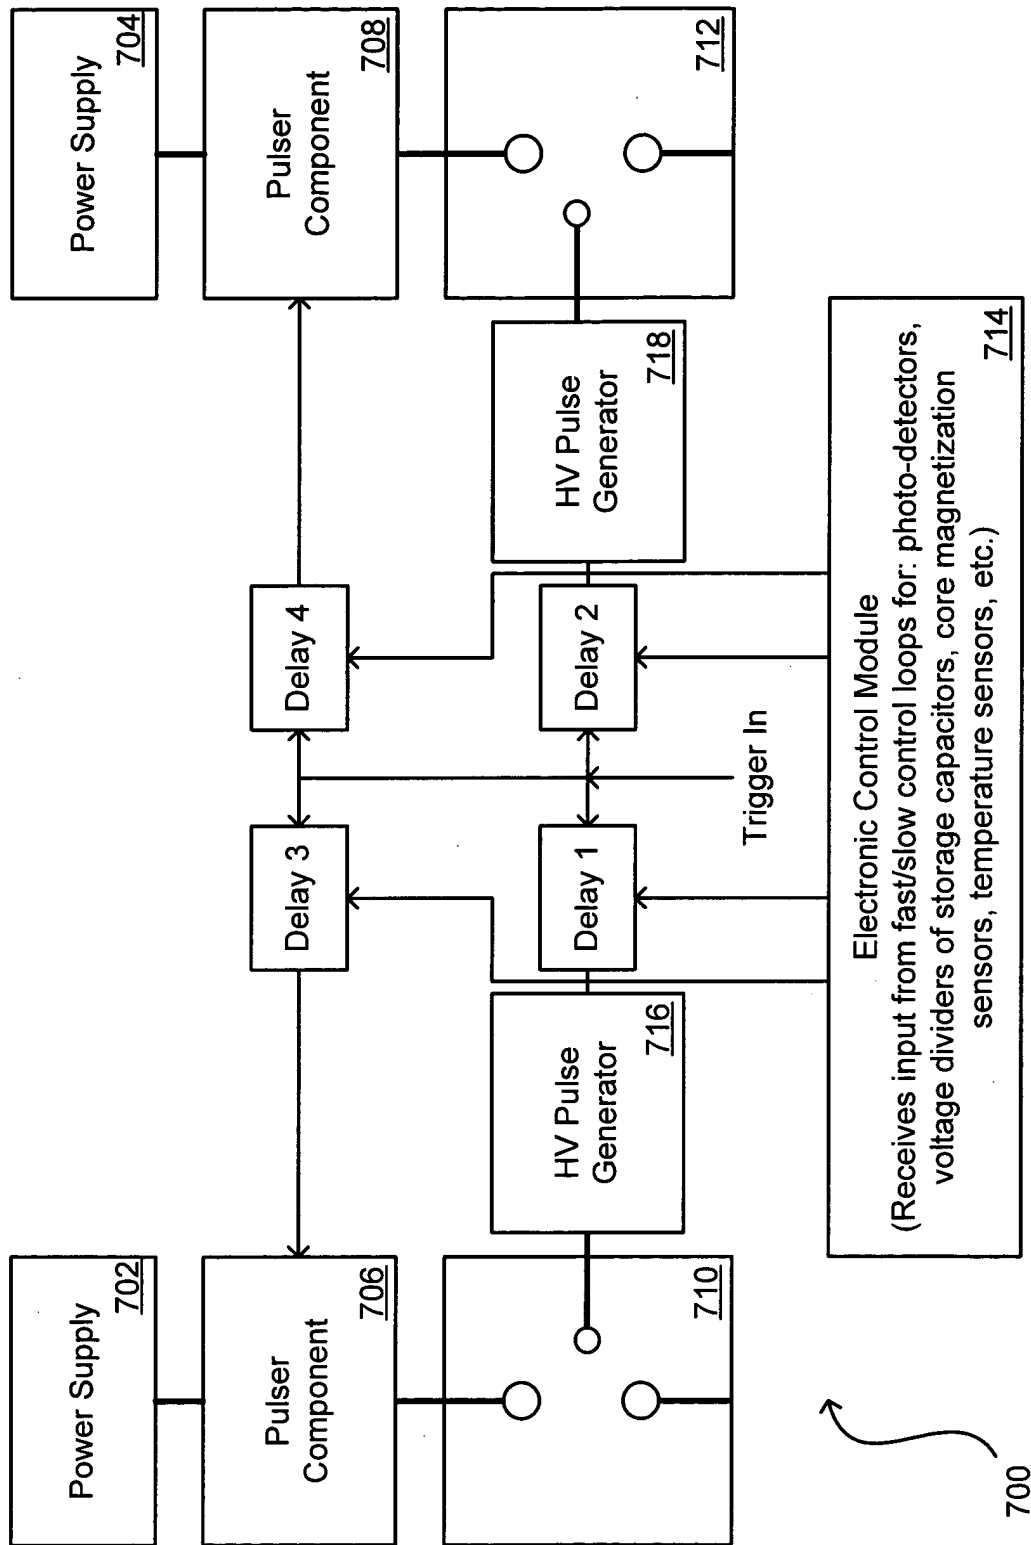 Power Supply
702
Power Supply
704
Pulser
Component
706
Pulser
Component
708
Delay 3
Delay 4
710
HV Pulse
Generator
716
Delay 1
Delay 2
HV Pulse
Generator
718
712
Trigger In
Electronic Control Module
(Receives input from fast/slow control loops for: photo-detectors,
voltage dividers of storage capacitors, core magnetization
sensors, temperature sensors, etc.)
714
700